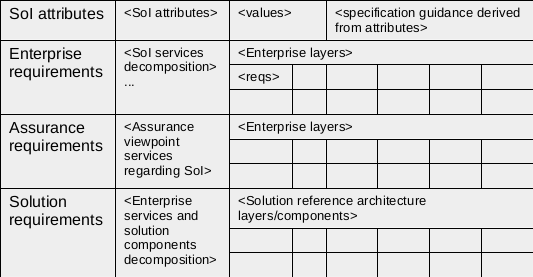 SoI attributes
<SoI attributes>
<values>
<specification guidance derived
from attributes>
Enterprise
requirements
<SoI services
decomposition>
...
<Enterprise layers>
<reqs>
Assurance
requirements
<Assurance
viewpoint
services
regarding SoI>
<Enterprise layers>
Solution
requirements
<Enterprise
services and
solution
components
decomposition>
<Solution reference architecture
layers/components>